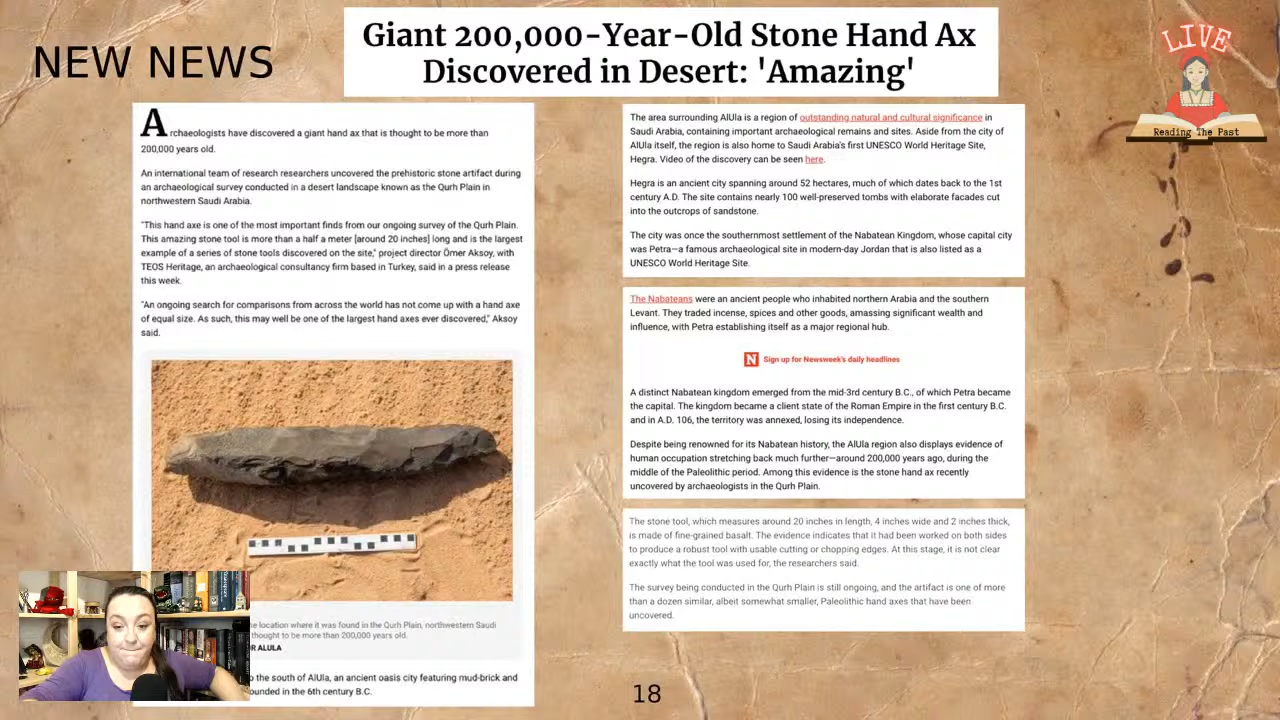 NEW NEWS
Giant 200,000-Year-Old Stone Hand Ax
Discovered in Desert: 'Amazing'
LIVE
Reading The Past
Archaeologists have discovered a giant hand ax that is thought to be more than
200,000 years old.
An international team of research researchers uncovered the prehistoric stone artifact during
an archaeological survey conducted in a desert landscape known as the Qurh Plain in
northwestern Saudi Arabia.
"This hand axe is one of the most important finds from our ongoing survey of the Qurh Plain.
This amazing stone tool is more than a half a meter [around 20 inches] long and is the largest
example of a series of stone tools discovered on the site," project director Ömer Aksoy, with
TEOS Heritage, an archaeological consultancy firm based in Turkey, said in a press release
this week.
"An ongoing search for comparisons from across the world has not come up with a hand axe
of equal size. As such, this may well be one of the largest hand axes ever discovered," Aksoy
said.
location where it was found in the Qurh Plain, northwestern Saudi
thought to be more than 200,000 years old.
R ALULA
the south of AlUla, an ancient oasis city featuring mud-brick and
ounded in the 6th century B.C.
The area surrounding AlUla is a region of outstanding natural and cultural significance in
Saudi Arabia, containing important archaeological remains and sites. Aside from the city of
AlUla itself, the region is also home to Saudi Arabia's first UNESCO World Heritage Site,
Hegra. Video of the discovery can be seen here.
Hegra is an ancient city spanning around 52 hectares, much of which dates back to the 1st
century A.D. The site contains nearly 100 well-preserved tombs with elaborate facades cut
into the outcrops of sandstone.
The city was once the southernmost settlement of the Nabatean Kingdom, whose capital city
was Petra—a famous archaeological site in modern-day Jordan that is also listed as a
UNESCO World Heritage Site.
The Nabateans were an ancient people who inhabited northern Arabia and the southern
Levant. They traded incense, spices and other goods, amassing significant wealth and
influence, with Petra establishing itself as a major regional hub.
N Sign up for Newsweek's daily headlines
A distinct Nabatean kingdom emerged from the mid-3rd century B.C., of which Petra became
the capital. The kingdom became a client state of the Roman Empire in the first century B.C.
and in A.D. 106, the territory was annexed, losing its independence.
Despite being renowned for its Nabatean history, the AlUla region also displays evidence of
human occupation stretching back much further—around 200,000 years ago, during the
middle of the Paleolithic period. Among this evidence is the stone hand ax recently
uncovered by archaeologists in the Qurh Plain.
The stone tool, which measures around 20 inches in length, 4 inches wide and 2 inches thick,
is made of fine-grained basalt. The evidence indicates that it had been worked on both sides
to produce a robust tool with usable cutting or chopping edges. At this stage, it is not clear
exactly what the tool was used for, the researchers said.
The survey being conducted in the Qurh Plain is still ongoing, and the artifact is one of more
than a dozen similar, albeit somewhat smaller, Paleolithic hand axes that have been
uncovered.
18